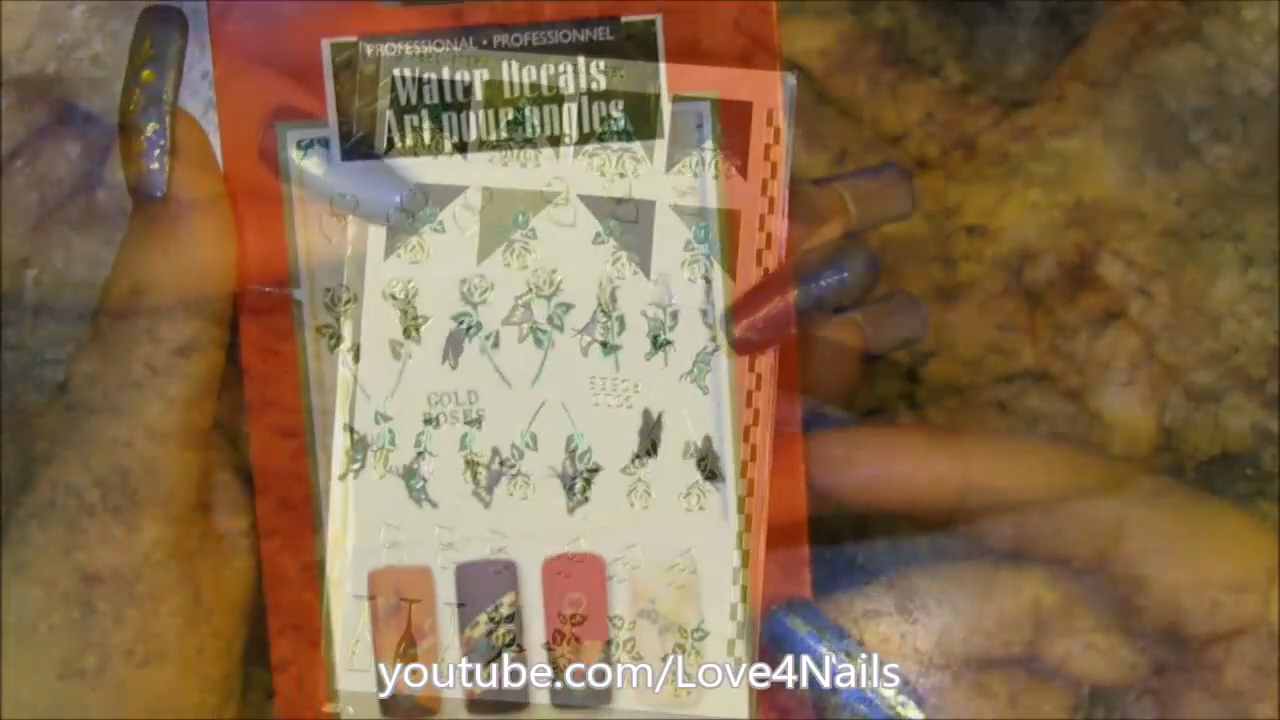 PROFESSIONAL • PROFESSIONNEL
Water Decals
Art pour ongles
GOLD
ROSES
youtube.com/Love4Nails